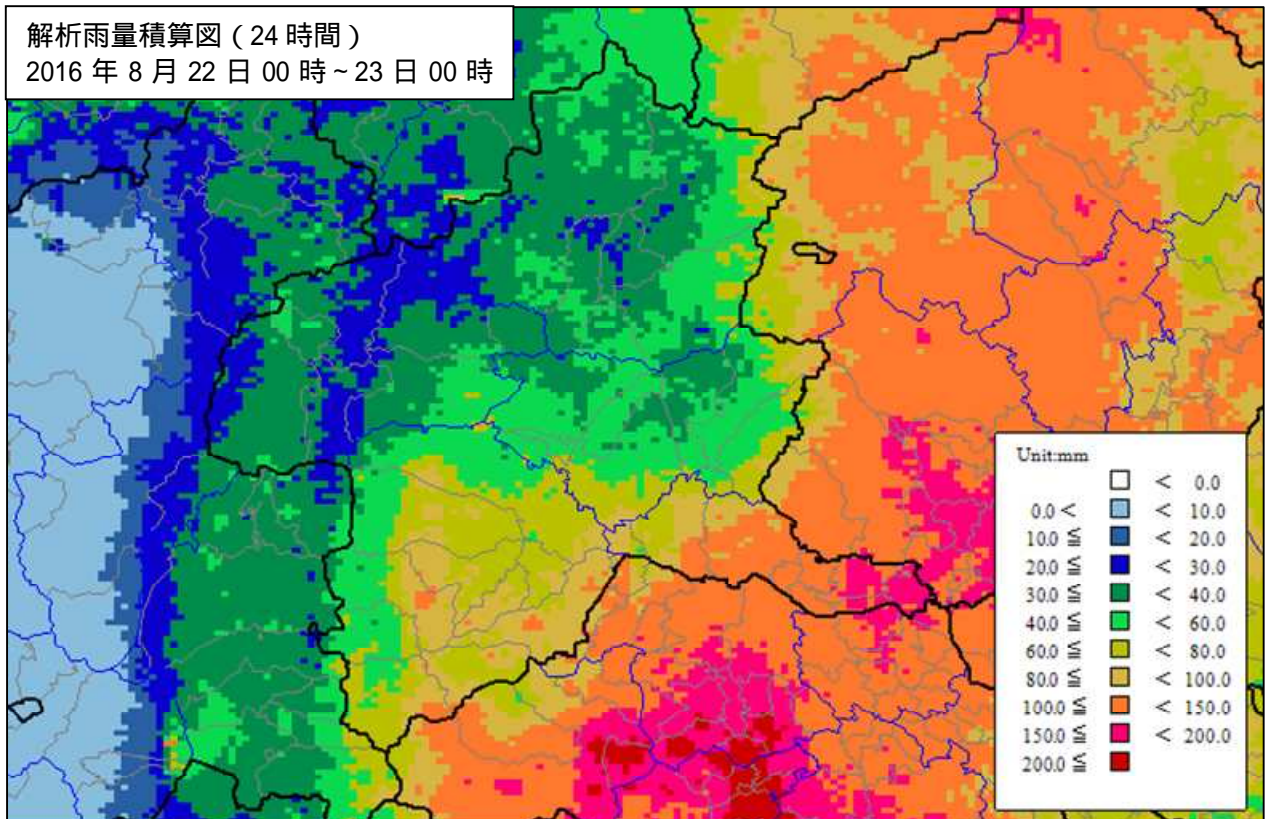 解析雨量積算図（24 時間）
2016 年 8 月 22 日 00 時～23 日 00 時
Unit:mm
< 0.0
0.0 < < 10.0
10.0 ≦ < 20.0
20.0 ≦ < 30.0
30.0 ≦ < 40.0
40.0 ≦ < 60.0
60.0 ≦ < 80.0
80.0 ≦ < 100.0
100.0 ≦ < 150.0
150.0 ≦ < 200.0
200.0 ≦